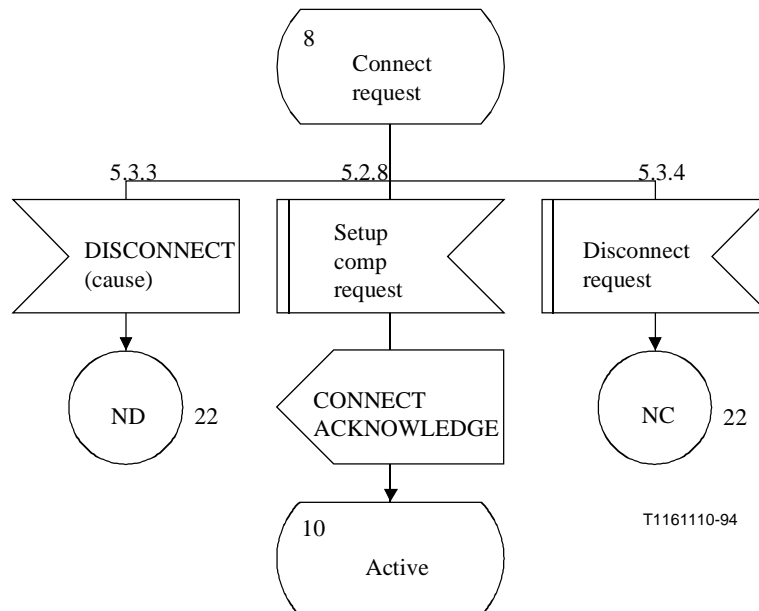 8
Connect
request
5.3.3
5.2.8
5.3.4
DISCONNECT
(cause)
Setup
comp
request
Disconnect
request
ND
22
CONNECT
ACKNOWLEDGE
NC
22
10
Active
T1161110-94